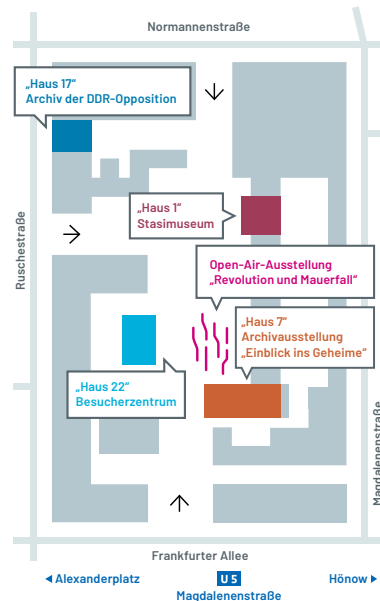 Normannenstraße
„Haus 17“
Archiv der DDR-Opposition
„Haus 1“
Stasimuseum
Ruschestraße
Open-Air-Ausstellung
„Revolution und Mauerfall“
„Haus 7“
Archivausstellung
„Einblick ins Geheime“
„Haus 22“
Besucherzentrum
Magdalenenstraße
Frankfurter Allee
Alexanderplatz
U 5
Hönow
Magdalenenstraße